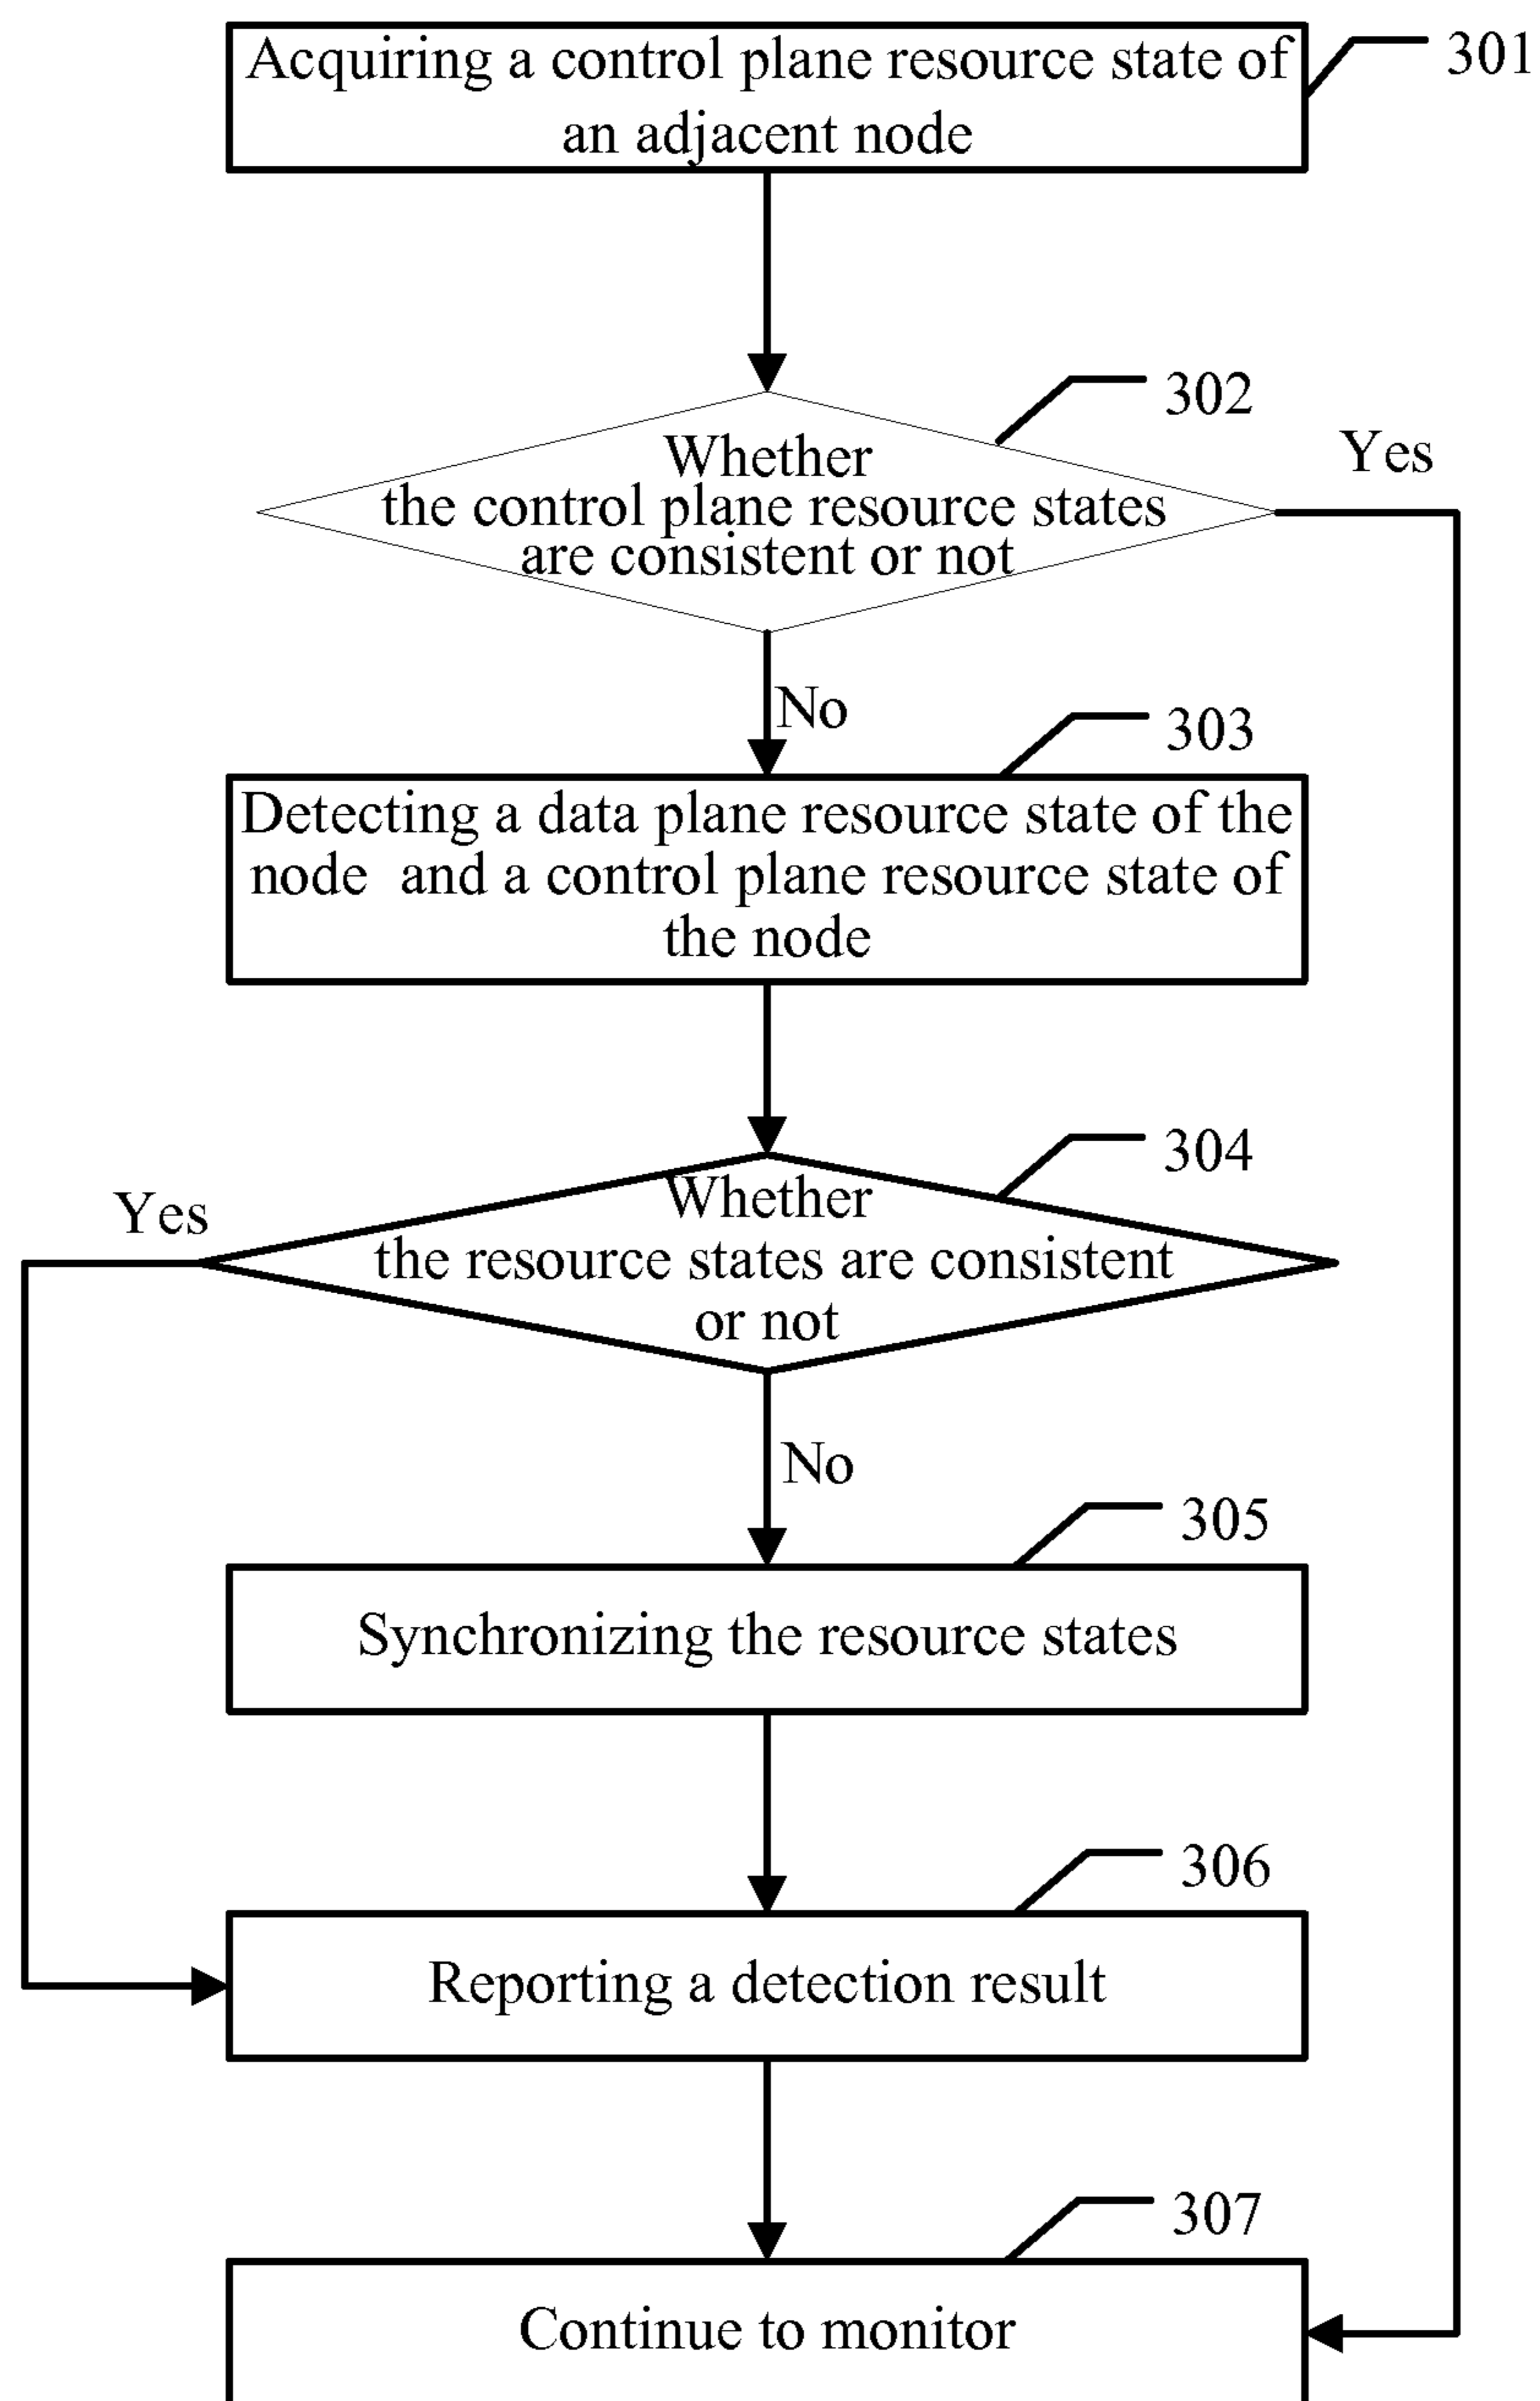 Acquiring a control plane resource state of
an adjacent node
301
302
Whether
the control plane resource states
are consistent or not
Yes
No
303
Detecting a data plane resource state of the
node and a control plane resource state of
the node
304
Yes
Whether
the resource states are consistent
or not
No
305
Synchronizing the resource states
306
Reporting a detection result
307
Continue to monitor